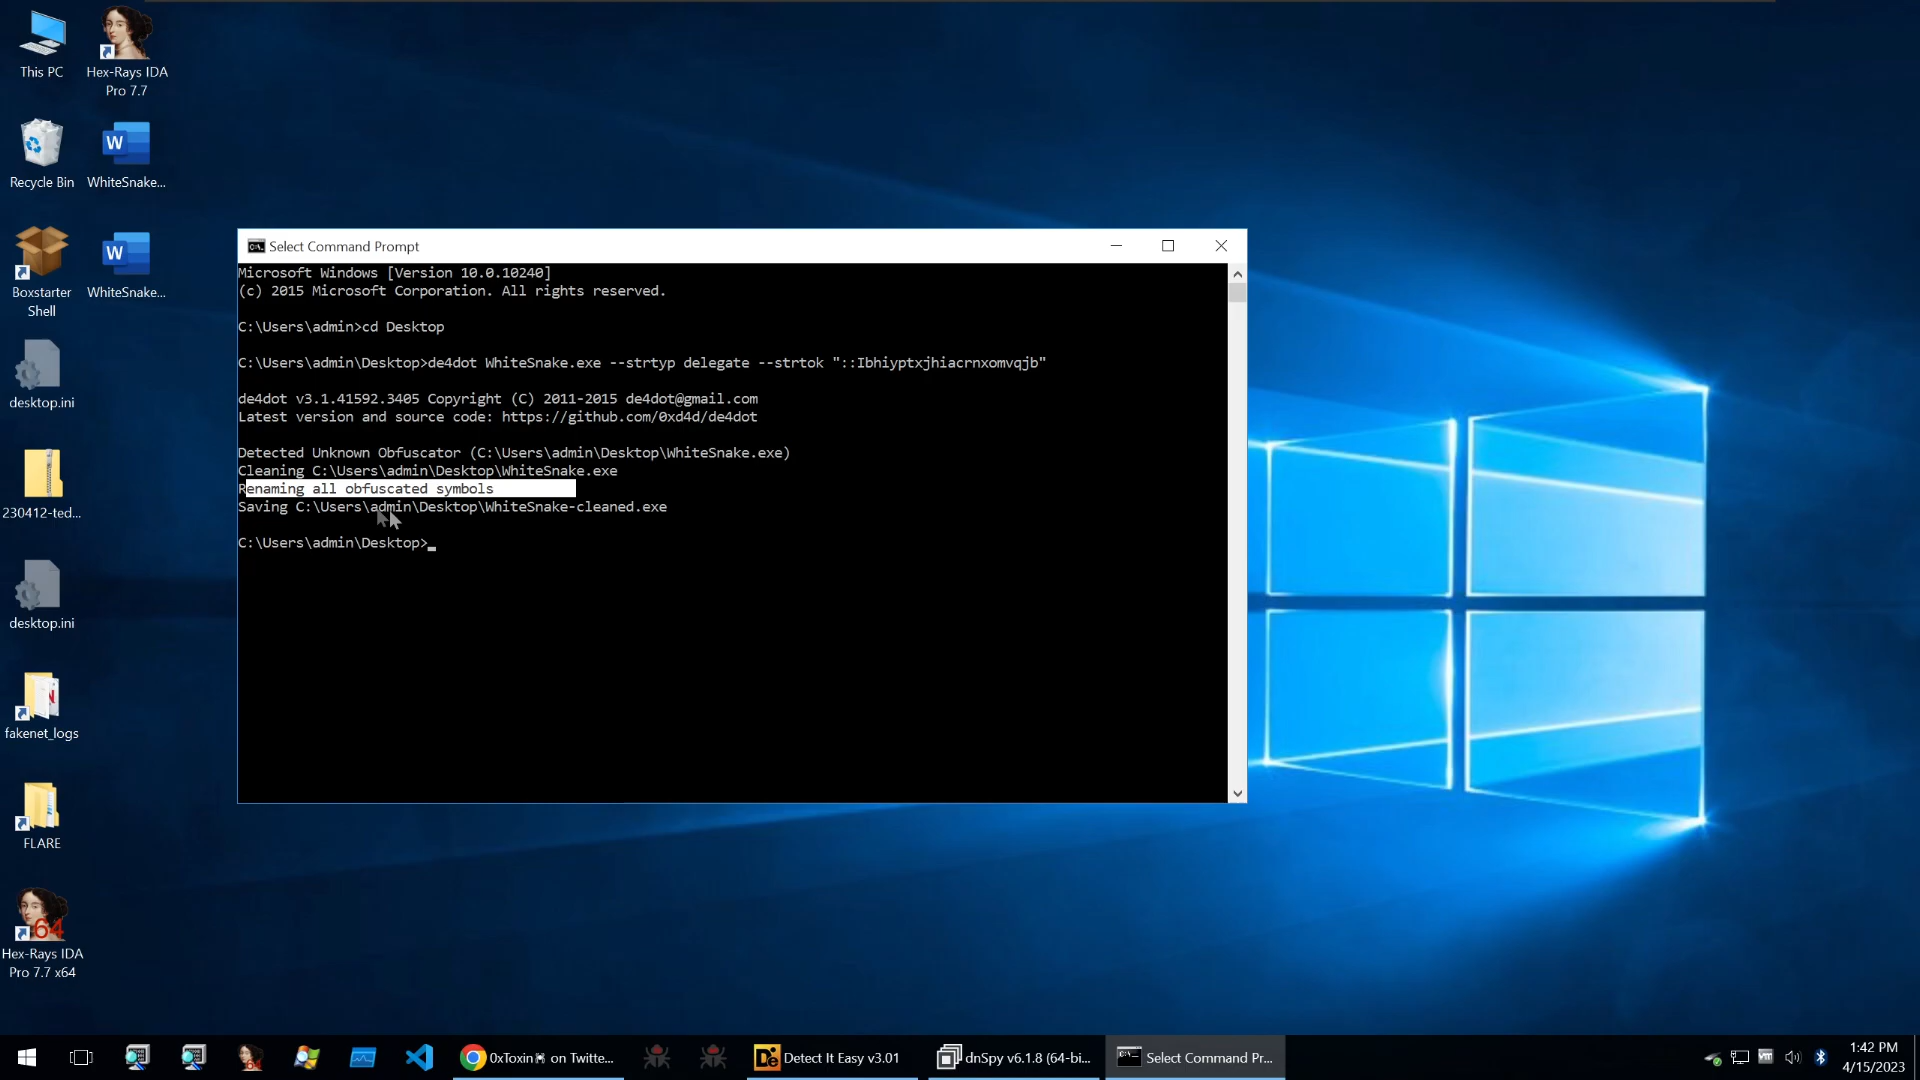 This PC
Hex-Rays IDA
Pro 7.7
Recycle Bin
W
WhiteSnake...
Boxstarter
Shell
W
WhiteSnake...
desktop.ini
230412-ted...
desktop.ini
fakenet_logs
FLARE
64
Hex-Rays IDA
Pro 7.7 x64
Select Command Prompt
Microsoft Windows [Version 10.0.10240]
(c) 2015 Microsoft Corporation. All rights reserved.
C:\Users\admin>cd Desktop
C:\Users\admin\Desktop>de4dot WhiteSnake.exe --strtyp delegate --strtok "::Ibhiyptxjhiacrnxomvqjb"
de4dot v3.1.41592.3405 Copyright (C) 2011-2015 de4dot@gmail.com
Latest version and source code: https://github.com/0xd4d/de4dot
Detected Unknown Obfuscator (C:\Users\admin\Desktop\WhiteSnake.exe)
Cleaning C:\Users\admin\Desktop\WhiteSnake.exe
Renaming all obfuscated symbols
Saving C:\Users\admin\Desktop\WhiteSnake-cleaned.exe
C:\Users\admin\Desktop>
0xToxin on Twitte...
Detect It Easy v3.01
dnSpy v6.1.8 (64-bi...
Select Command Pr...
1:42 PM
4/15/2023